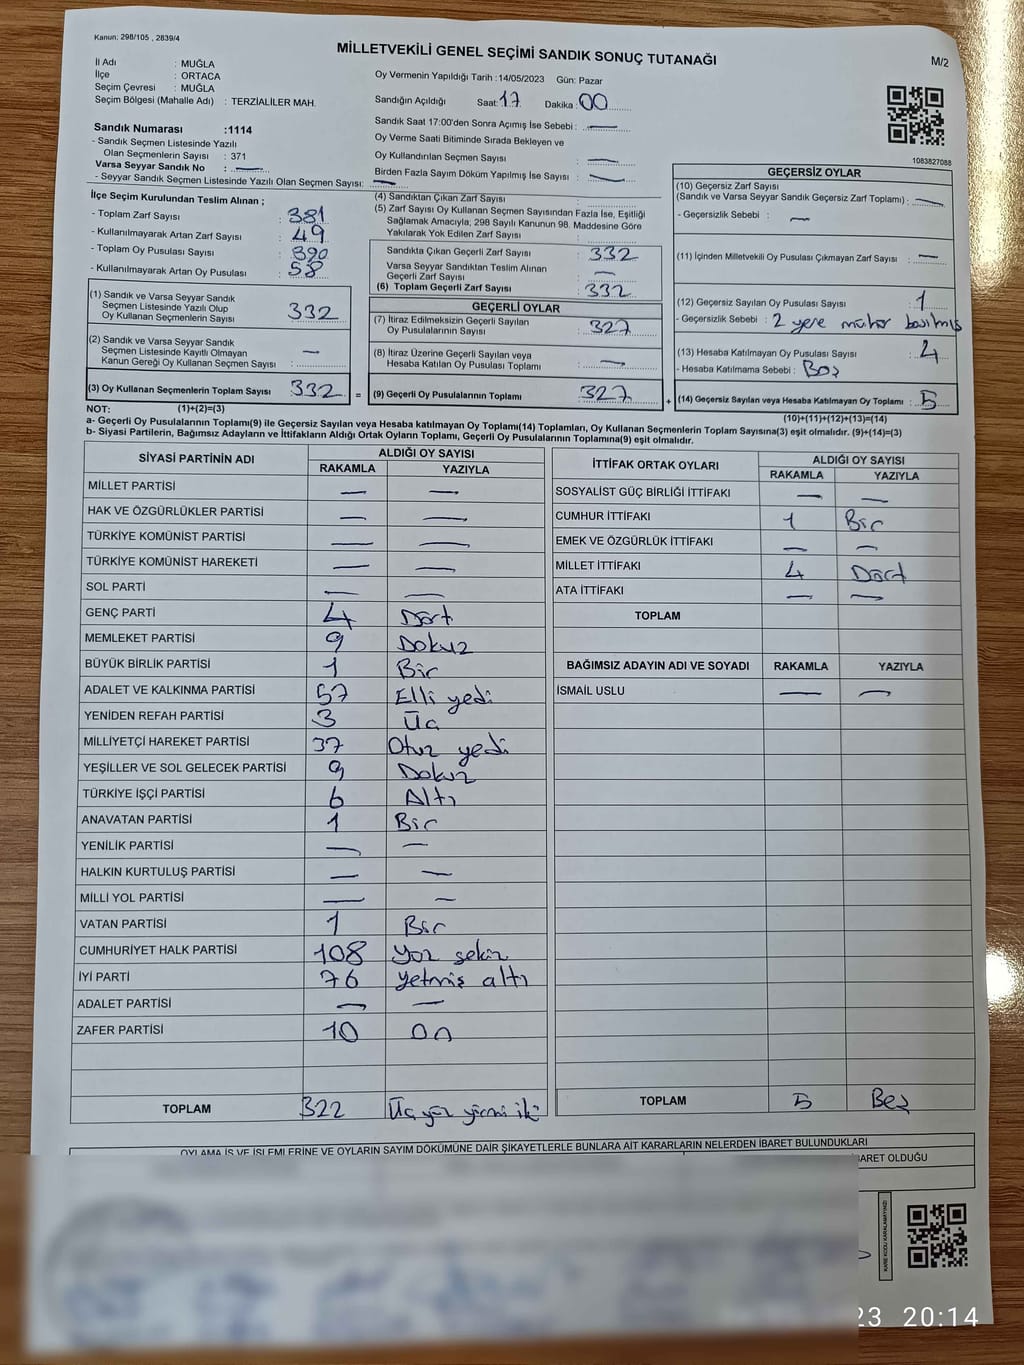 Kanun: 298/105 , 2839/4
MİLLETVEKİLİ GENEL SEÇİMİ SANDIK SONUÇ TUTANAĞI
M/2
İl Adı : MUĞLA
İlçe : ORTACA
Seçim Çevresi : MUĞLA
Seçim Bölgesi (Mahalle Adı) : TERZİALİLER MAH.
Sandık Numarası :1114
- Sandık Seçmen Listesinde Yazılı
Olan Seçmenlerin Sayısı : 371
Varsa Seyyar Sandık No : —
- Seyyar Sandık Seçmen Listesinde Yazılı Olan Seçmen Sayısı: —
Oy Vermenin Yapıldığı Tarih :14/05/2023 Gün: Pazar
Sandığın Açıldığı Saat: 17 Dakika : 00
Sandık Saat 17:00'den Sonra Açımış İse Sebebi : —
Oy Verme Saati Bitiminde Sırada Bekleyen ve
Oy Kullandırılan Seçmen Sayısı : —
Birden Fazla Sayım Döküm Yapılmış İse Sayısı : —
1083827088
İlçe Seçim Kurulundan Teslim Alınan ;
- Toplam Zarf Sayısı : 381
- Kullanılmayarak Artan Zarf Sayısı : 49
- Toplam Oy Pusulası Sayısı : 390
- Kullanılmayarak Artan Oy Pusulası : 58
(1) Sandık ve Varsa Seyyar Sandık
Seçmen Listesinde Yazılı Olup
Oy Kullanan Seçmenlerin Sayısı : 332
(2) Sandık ve Varsa Seyyar Sandık
Seçmen Listesinde Kayıtlı Olmayan
Kanun Gereği Oy Kullanan Seçmen Sayısı : —
(3) Oy Kullanan Seçmenlerin Toplam Sayısı : 332 =
(4) Sandıktan Çıkan Zarf Sayısı :
(5) Zarf Sayısı Oy Kullanan Seçmen Sayısından Fazla İse, Eşitliği
Sağlamak Amacıyla, 298 Sayılı Kanunun 98. Maddesine Göre
Yakılarak Yok Edilen Zarf Sayısı :
Sandıkta Çıkan Geçerli Zarf Sayısı : 332
Varsa Seyyar Sandıktan Teslim Alınan
Geçerli Zarf Sayısı : —
(6) Toplam Geçerli Zarf Sayısı : 332
GEÇERLİ OYLAR
(7) İtiraz Edilmeksizin Geçerli Sayılan
Oy Pusulalarının Sayısı : 327
(8) İtiraz Üzerine Geçerli Sayılan veya
Hesaba Katılan Oy Pusulası Toplamı : —
(9) Geçerli Oy Pusulalarının Toplamı : 327 +
GEÇERSİZ OYLAR
(10) Geçersiz Zarf Sayısı
(Sandık ve Varsa Seyyar Sandık Geçersiz Zarf Toplamı) : —
- Geçersizlik Sebebi : —
(11) İçinden Milletvekili Oy Pusulası Çıkmayan Zarf Sayısı : —
(12) Geçersiz Sayılan Oy Pusulası Sayısı : 1
- Geçersizlik Sebebi : 2 yere mühür basılmış
(13) Hesaba Katılmayan Oy Pusulası Sayısı : 4
- Hesaba Katılmama Sebebi : Boş
(14) Geçersiz Sayılan veya Hesaba Katılmayan Oy Toplamı : 5
NOT: (1)+(2)=(3)
(10)+(11)+(12)+(13)=(14)
a- Geçerli Oy Pusulalarının Toplamı(9) ile Geçersiz Sayılan veya Hesaba katılmayan Oy Toplamı(14) Toplamları, Oy Kullanan Seçmenlerin Toplam Sayısına(3) eşit olmalıdır. (9)+(14)=(3)
b- Siyasi Partilerin, Bağımsız Adayların ve İttifakların Aldığı Ortak Oyların Toplamı, Geçerli Oy Pusulalarının Toplamına(9) eşit olmalıdır.
SİYASİ PARTİNİN ADI ALDIĞI OY SAYISI
RAKAMLA YAZIYLA
MİLLET PARTİSİ — —
HAK VE ÖZGÜRLÜKLER PARTİSİ — —
TÜRKİYE KOMÜNİST PARTİSİ — —
TÜRKİYE KOMÜNİST HAREKETİ — —
SOL PARTİ — —
GENÇ PARTİ 4 Dört
MEMLEKET PARTİSİ 9 Dokuz
BÜYÜK BİRLİK PARTİSİ 1 Bir
ADALET VE KALKINMA PARTİSİ 57 Elli yedi
YENİDEN REFAH PARTİSİ 3 Üç
MİLLİYETÇİ HAREKET PARTİSİ 37 Otuz yedi
YEŞİLLER VE SOL GELECEK PARTİSİ 9 Dokuz
TÜRKİYE İŞÇİ PARTİSİ 6 Altı
ANAVATAN PARTİSİ 1 Bir
YENİLİK PARTİSİ — —
HALKIN KURTULUŞ PARTİSİ — —
MİLLİ YOL PARTİSİ — —
VATAN PARTİSİ 1 Bir
CUMHURİYET HALK PARTİSİ 108 Yüz sekiz
İYİ PARTİ 76 Yetmiş altı
ADALET PARTİSİ — —
ZAFER PARTİSİ 10 On
TOPLAM 322 Üç yüz yirmi iki
İTTİFAK ORTAK OYLARI ALDIĞI OY SAYISI
RAKAMLA YAZIYLA
SOSYALİST GÜÇ BİRLİĞİ İTTİFAKI — —
CUMHUR İTTİFAKI 1 Bir
EMEK VE ÖZGÜRLÜK İTTİFAKI — —
MİLLET İTTİFAKI 4 Dört
ATA İTTİFAKI — —
TOPLAM
BAĞIMSIZ ADAYIN ADI VE SOYADI RAKAMLA YAZIYLA
İSMAİL USLU — —
TOPLAM 5 Beş
OYLAMA İŞ VE İŞLEMLERİNE VE OYLARIN SAYIM DÖKÜMÜNE DAİR ŞİKAYETLERLE BUNLARA AİT KARARLARIN NELERDEN İBARET BULUNDUKLARI
BARET OLDUĞU
23 20:14